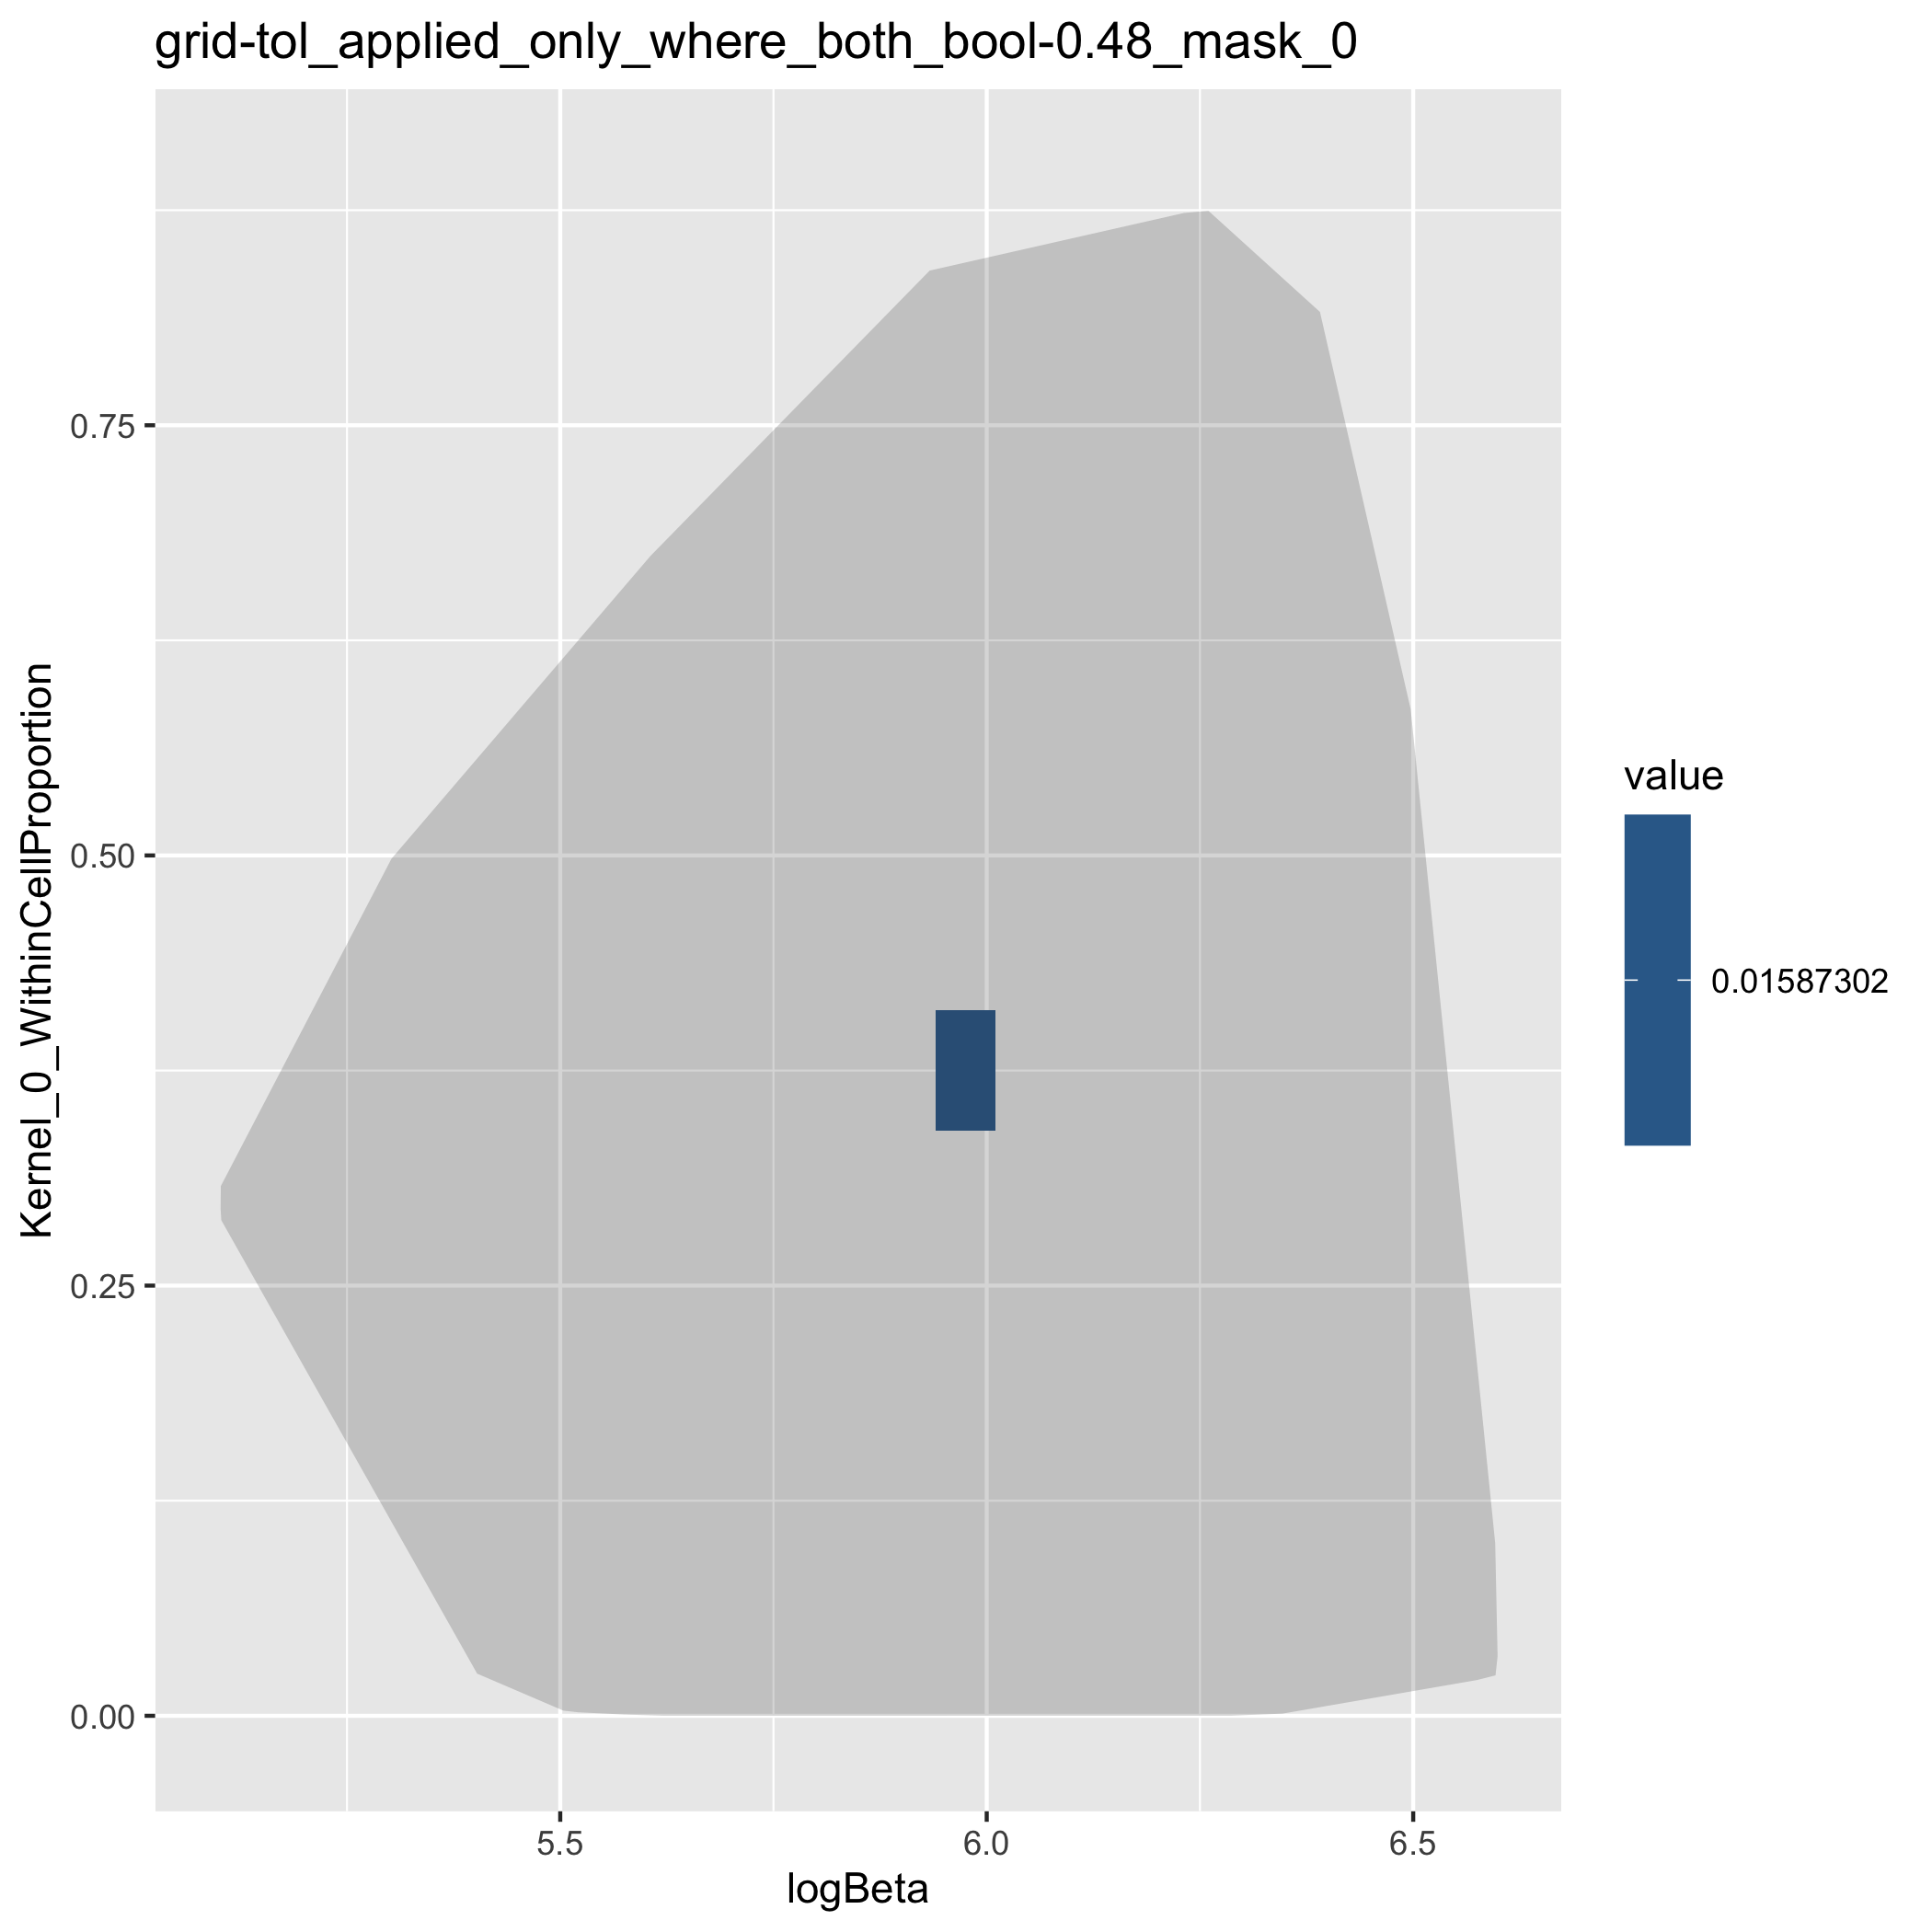 grid-tol_applied_only_where_both_bool-0.48_mask_0
Kernel_0_WithinCellProportion
0.75
0.50
0.25
0.00
5.5
6.0
6.5
logBeta
value
0.01587302